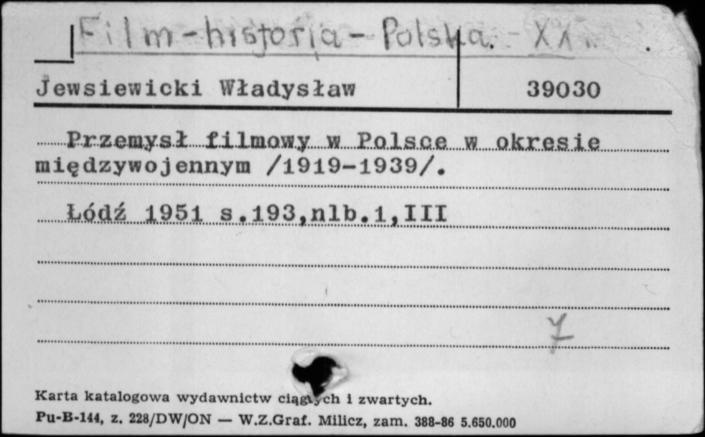 Film - historia - Polska. - XX w.
Jewsiewicki Władysław 39030
Przemysł filmowy w Polsce w okresie
międzywojennym /1919-1939/.
Łódź 1951 s.193,nlb.1,III
7
Karta katalogowa wydawnictw ciągłych i zwartych.
Pu-B-144, z. 228/DW/ON — W.Z.Graf. Milicz, zam. 388-86 5.650.000